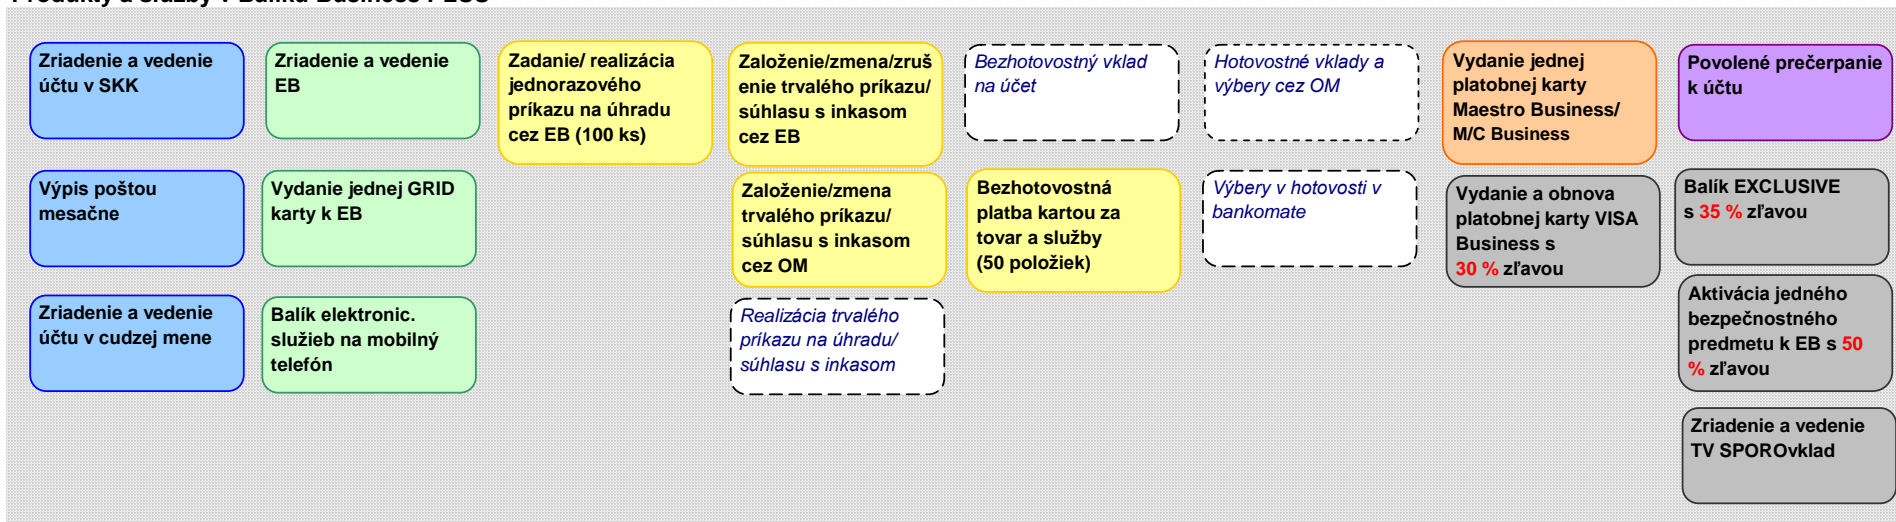 Zriadenie a vedenie
účtu v SKK
Zriadenie a vedenie
EB
Zadanie/ realizácia
jednorazového
príkazu na úhradu
cez EB (100 ks)
Založenie/zmena/zruš
enie trvalého príkazu/
súhlasu s inkasom
cez EB
Bezhotovostný vklad
na účet
Hotovostné vklady a
výbery cez OM
Vydanie jednej
platobnej karty
Maestro Business/
M/C Business
Povolené prečerpanie
k účtu
Výpis poštou
mesačne
Vydanie jednej GRID
karty k EB
Založenie/zmena
trvalého príkazu/
súhlasu s inkasom
cez OM
Bezhotovostná
platba kartou za
tovar a služby
(50 položiek)
Výbery v hotovosti v
bankomate
Vydanie a obnova
platobnej karty VISA
Business s
30 % zľavou
Balík EXCLUSIVE
s 35 % zľavou
Zriadenie a vedenie
účtu v cudzej mene
Balík elektronic.
služieb na mobilný
telefón
Realizácia trvalého
príkazu na úhradu/
súhlasu s inkasom
Aktivácia jedného
bezpečnostného
predmetu k EB s 50
% zľavou
Zriadenie a vedenie
TV SPOROvklad